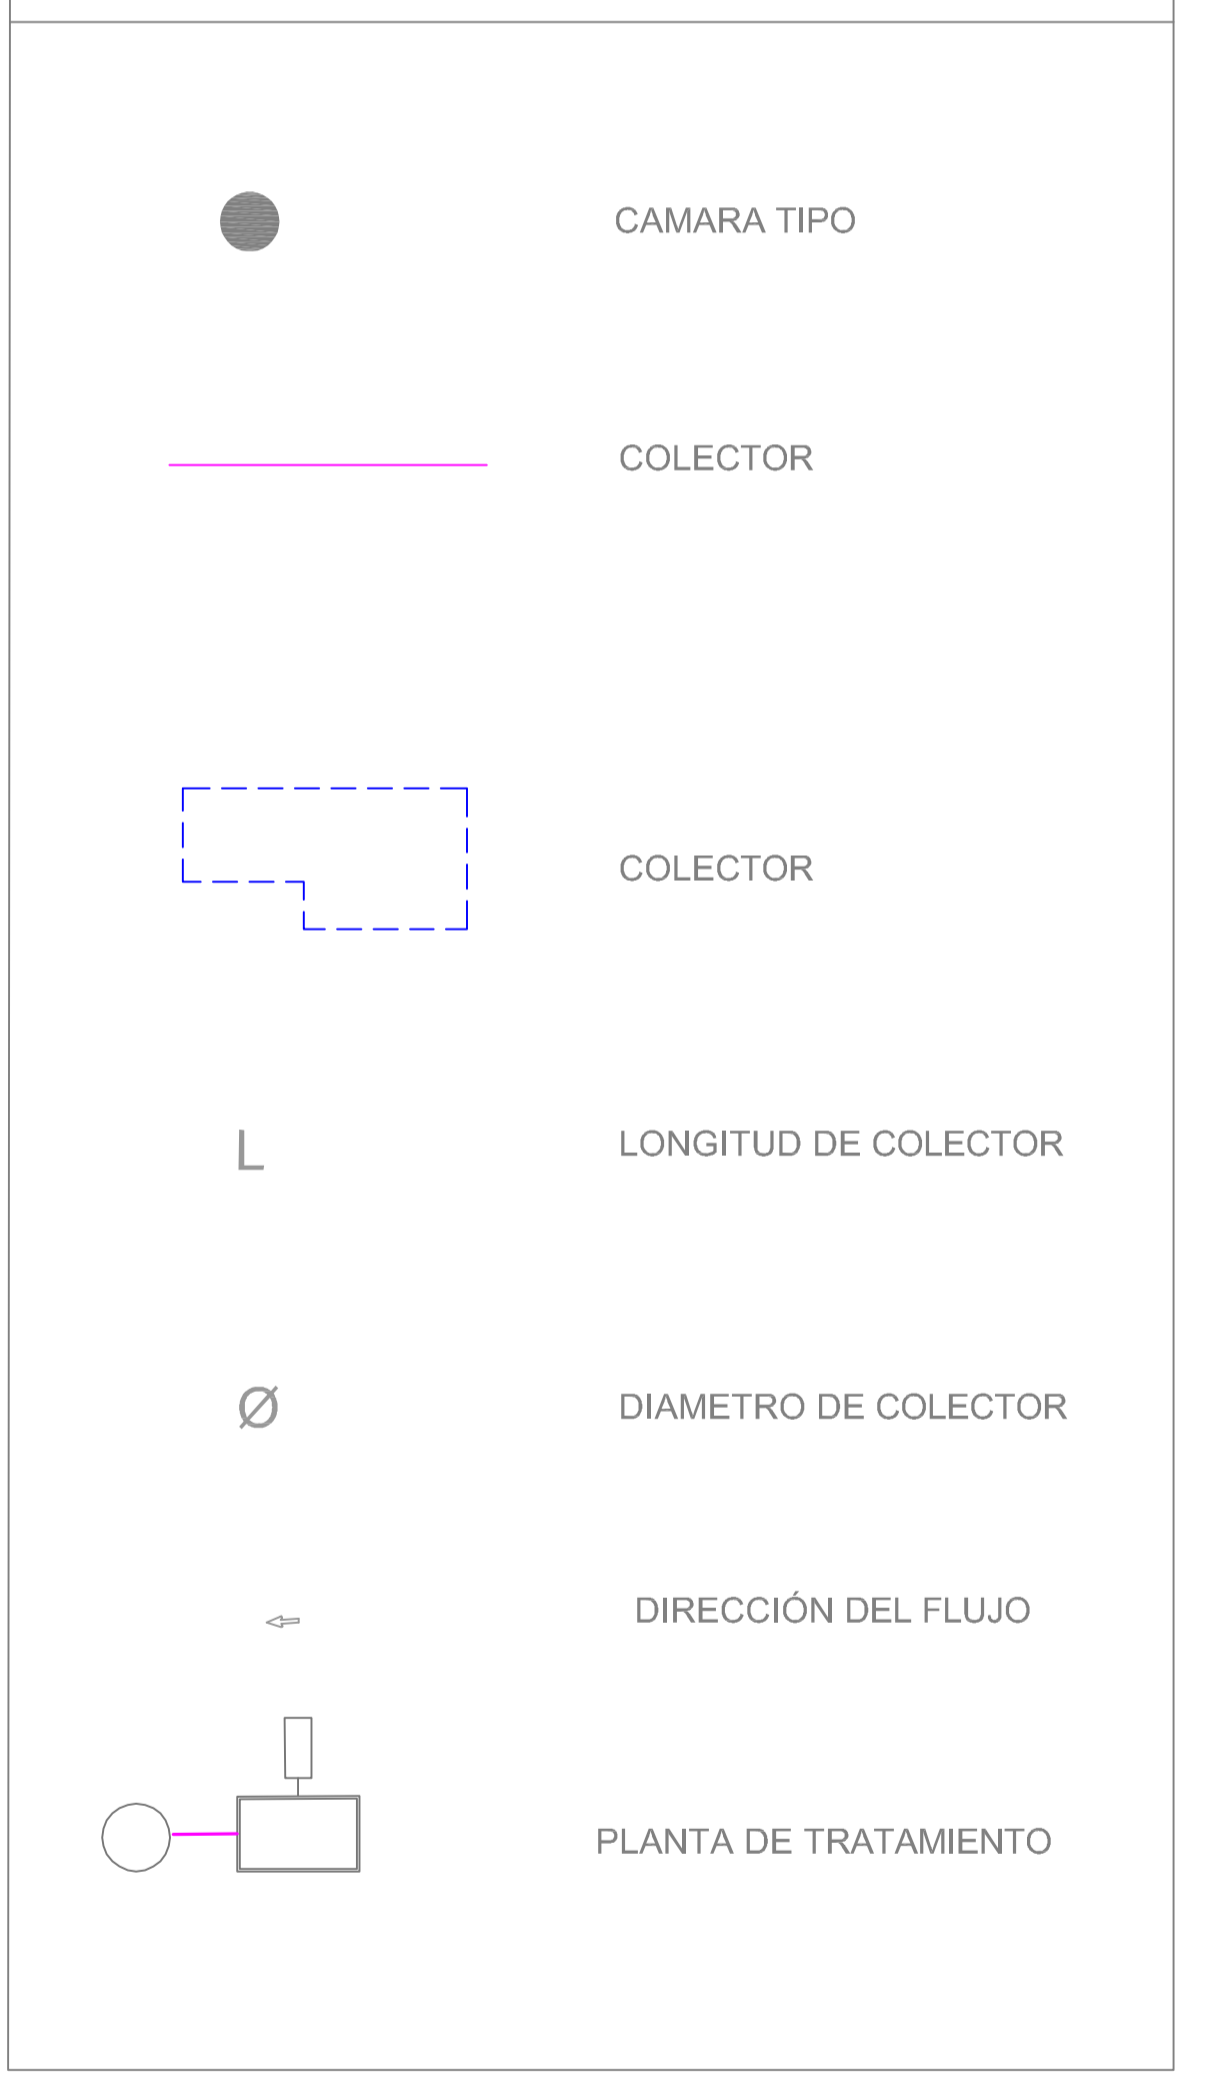 CAMARA TIPO
COLECTOR
COLECTOR
L LONGITUD DE COLECTOR
Ø DIAMETRO DE COLECTOR
DIRECCIÓN DEL FLUJO
PLANTA DE TRATAMIENTO